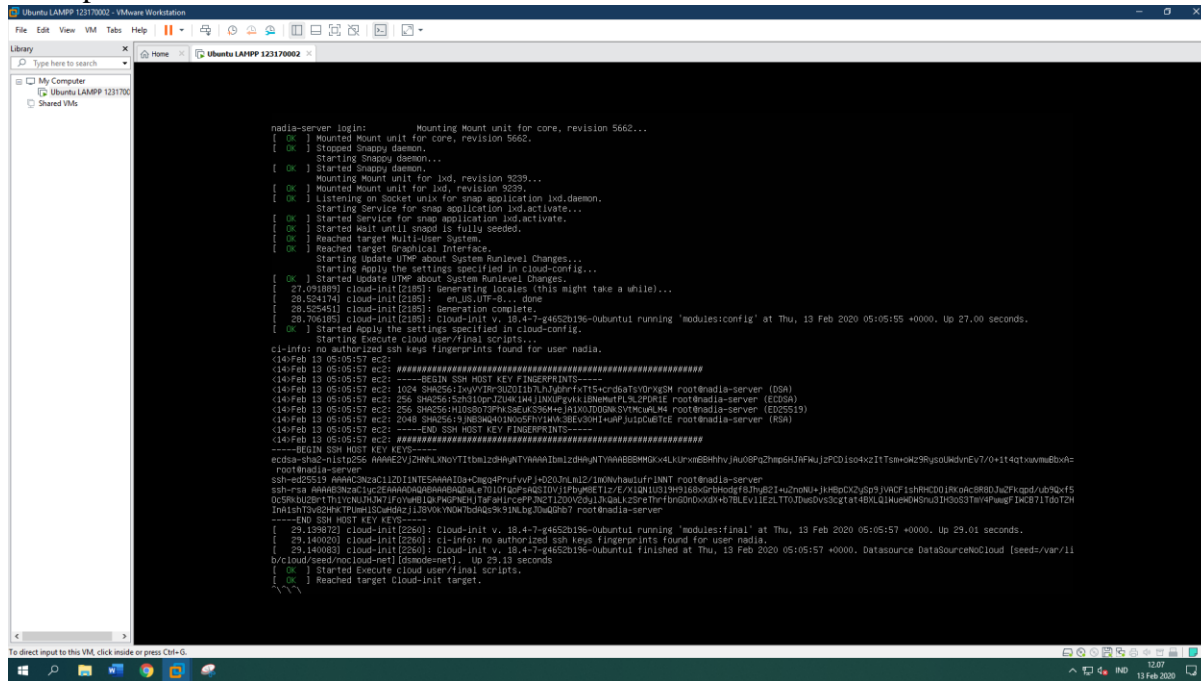 Ubuntu LAMPP 123170002 - VMware Workstation
File Edit View VM Tabs Help
Library
Type here to search
My Computer
Ubuntu LAMPP 1231700
Shared VMs
Home
Ubuntu LAMPP 123170002
nadia-server login: Mounting Mount unit for core, revision 5662...
[ OK ] Mounted Mount unit for core, revision 5662.
[ OK ] Stopped Snappy daemon.
Starting Snappy daemon...
[ OK ] Started Snappy daemon.
Mounting Mount unit for lxd, revision 9239...
[ OK ] Mounted Mount unit for lxd, revision 9239.
[ OK ] Listening on Socket unix for snap application lxd.daemon.
Starting Service for snap application lxd.activate...
[ OK ] Started Service for snap application lxd.activate.
[ OK ] Started Wait until snapd is fully seeded.
[ OK ] Reached target Multi-User System.
[ OK ] Reached target Graphical Interface.
Starting Update UTMP about System Runlevel Changes...
Starting Apply the settings specified in cloud-config...
[ OK ] Started Update UTMP about System Runlevel Changes.
[ 27.091889] cloud-init[2185]: Generating locales (this might take a while)...
[ 28.524174] cloud-init[2185]: en_US.UTF-8... done
[ 28.525451] cloud-init[2185]: Generation complete.
[ 28.706185] cloud-init[2185]: Cloud-init v. 18.4-7-g4652b196-0ubuntu1 running 'modules:config' at Thu, 13 Feb 2020 05:05:55 +0000. Up 27.00 seconds.
[ OK ] Started Apply the settings specified in cloud-config.
Starting Execute cloud user/final scripts...
ci-info: no authorized ssh keys fingerprints found for user nadia.
<14>Feb 13 05:05:57 ec2:
<14>Feb 13 05:05:57 ec2: #############################################################
<14>Feb 13 05:05:57 ec2: -----BEGIN SSH HOST KEY FINGERPRINTS-----
<14>Feb 13 05:05:57 ec2: 1024 root@nadia-server (DSA)
<14>Feb 13 05:05:57 ec2: 256 root@nadia-server (ECDSA)
<14>Feb 13 05:05:57 ec2: 256 root@nadia-server (ED25519)
<14>Feb 13 05:05:57 ec2: 2048 root@nadia-server (RSA)
<14>Feb 13 05:05:57 ec2: -----END SSH HOST KEY FINGERPRINTS-----
<14>Feb 13 05:05:57 ec2: #############################################################
-----BEGIN SSH HOST KEY KEYS-----
ecdsa-sha2-nistp256
root@nadia-server
ssh-ed25519 root@nadia-server
ssh-rsa
root@nadia-server
-----END SSH HOST KEY KEYS-----
[ 29.139872] cloud-init[2260]: Cloud-init v. 18.4-7-g4652b196-0ubuntu1 running 'modules:final' at Thu, 13 Feb 2020 05:05:57 +0000. Up 29.01 seconds.
[ 29.140020] cloud-init[2260]: ci-info: no authorized ssh keys fingerprints found for user nadia.
[ 29.140083] cloud-init[2260]: Cloud-init v. 18.4-7-g4652b196-0ubuntu1 finished at Thu, 13 Feb 2020 05:05:57 +0000. Datasource DataSourceNoCloud [seed=/var/li
b/cloud/seed/nocloud-net][dsmode=net]. Up 29.13 seconds
[ OK ] Started Execute cloud user/final scripts.
[ OK ] Reached target Cloud-init target.
^\^\^\
To direct input to this VM, click inside or press Ctrl+G.
IND
12.07
13 Feb 2020